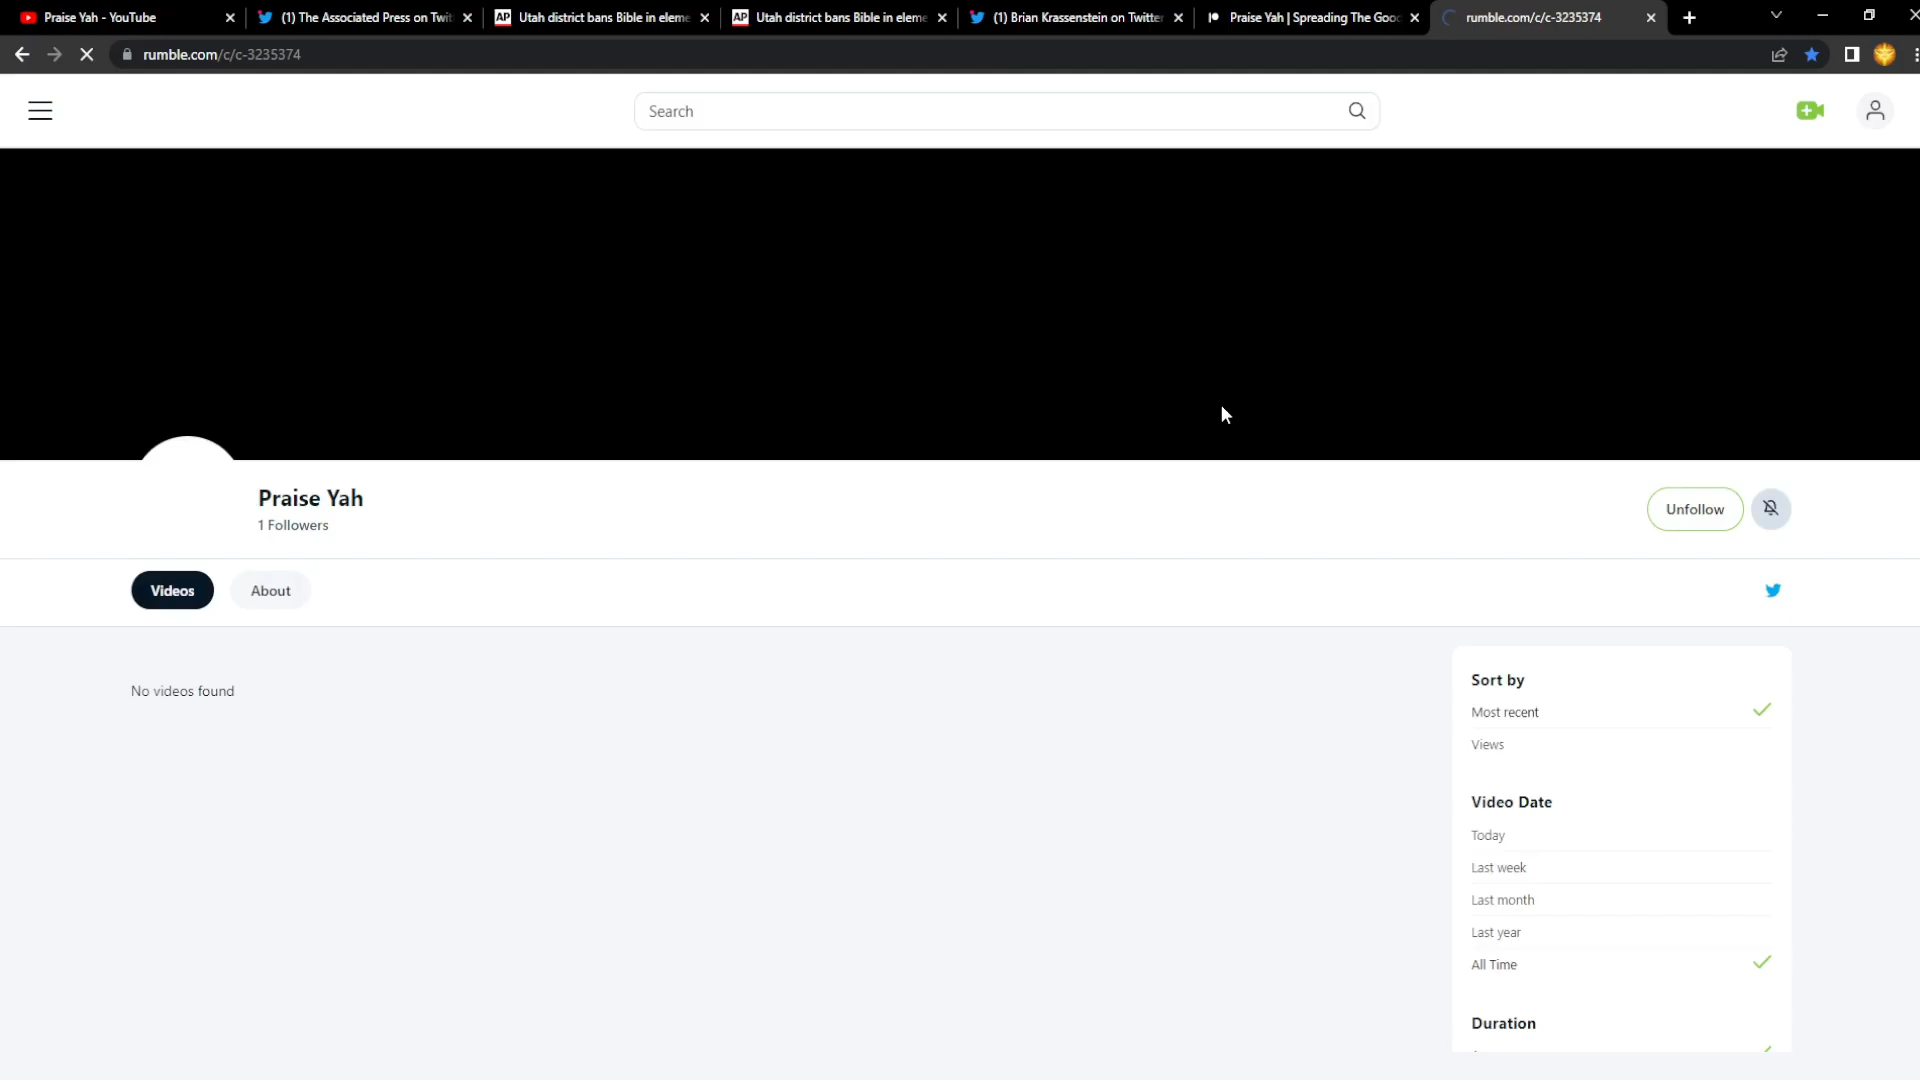 Praise Yah - YouTube
(1) The Associated Press on Twit
AP Utah district bans Bible in eleme
AP Utah district bans Bible in eleme
(1) Brian Krassenstein on Twitter
Praise Yah | Spreading The Good
rumble.com/c/c-3235374
rumble.com/c/c-3235374
Search
Praise Yah
1 Followers
Unfollow
Videos
About
No videos found
Sort by
Most recent
Views
Video Date
Today
Last week
Last month
Last year
All Time
Duration